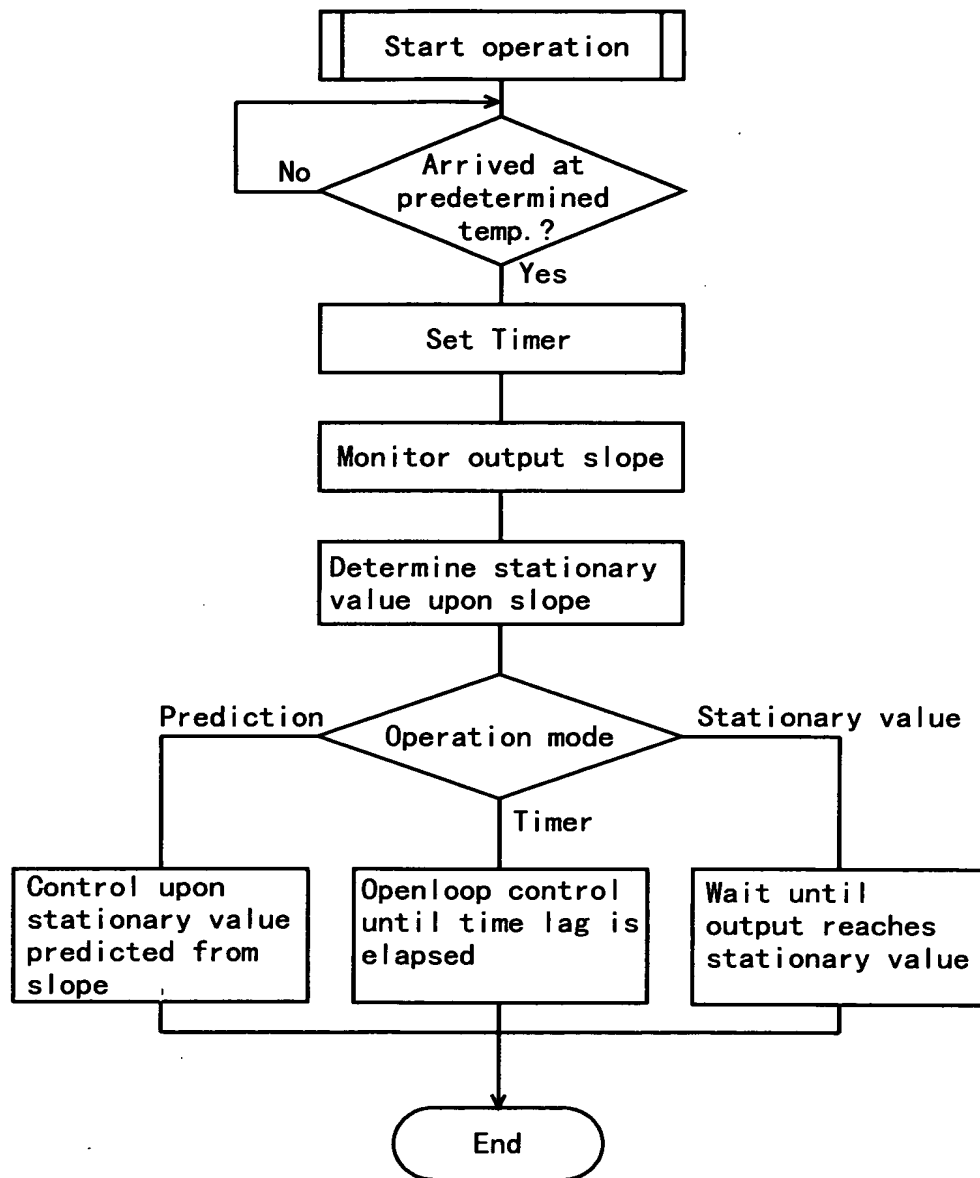 Start operation
No
Arrived at
predetermined
temp.?
Yes
Set Timer
Monitor output slope
Determine stationary
value upon slope
Prediction
Operation mode
Stationary value
Timer
Control upon
stationary value
predicted from
slope
Openloop control
until time lag is
elapsed
Wait until
output reaches
stationary value
End